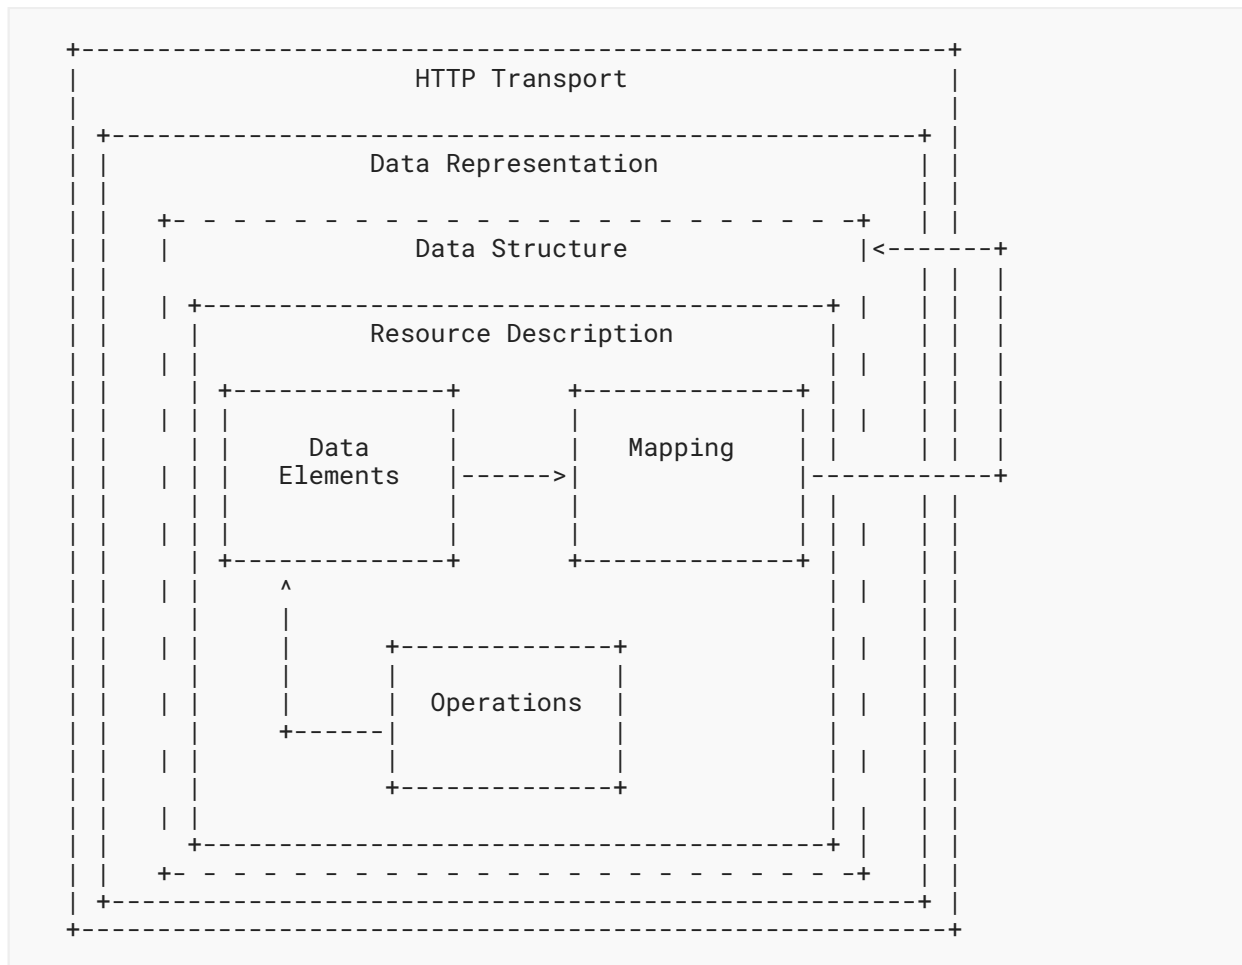 HTTP Transport
Data Representation
Data Structure
Resource Description
Data
Elements
Mapping
Operations